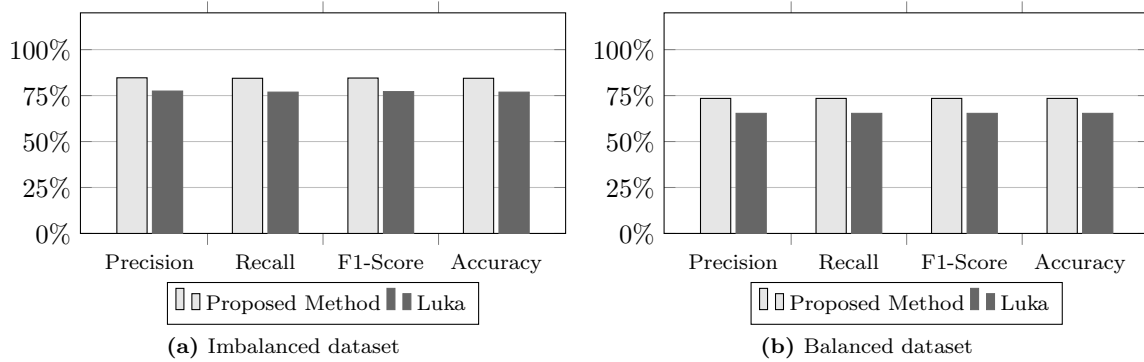 100%
75%
50%
25%
0%
Precision Recall F1-Score Accuracy
Proposed Method Luka
(a) Imbalanced dataset
100%
75%
50%
25%
0%
Precision Recall F1-Score Accuracy
Proposed Method Luka
(b) Balanced dataset